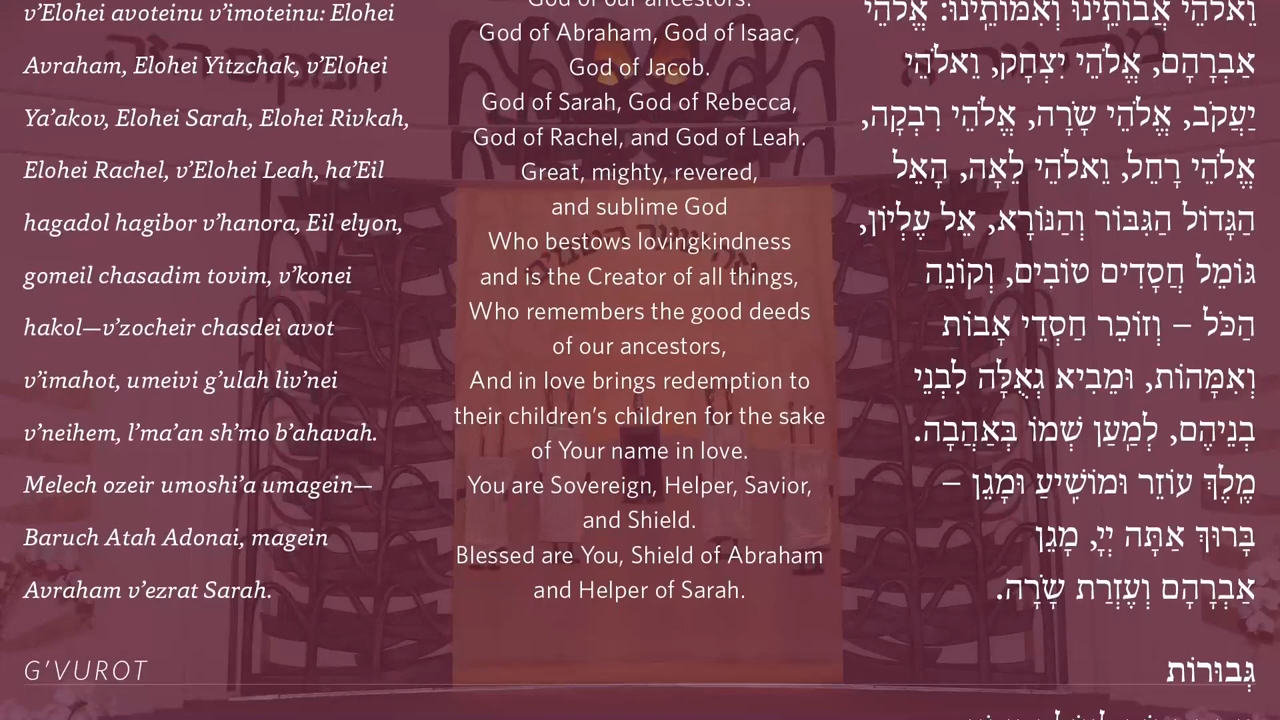 v’Elohei avoteinu v’imoteinu: Elohei
Avraham, Elohei Yitzchak, v’Elohei
Ya’akov, Elohei Sarah, Elohei Rivkah,
Elohei Rachel, v’Elohei Leah, ha’Eil
hagadol hagibor v’hanora, Eil elyon,
gomeil chasadim tovim, v’konei
hakol—v’zocheir chasdei avot
v’imahot, umeivi g’ulah liv’nei
v’neihem, l’ma’an sh’mo b’ahavah.
Melech ozeir umoshi’a umagein—
Baruch Atah Adonai, magein
Avraham v’ezrat Sarah.
God of our ancestors:
God of Abraham, God of Isaac,
God of Jacob.
God of Sarah, God of Rebecca,
God of Rachel, and God of Leah.
Great, mighty, revered,
and sublime God
Who bestows lovingkindness
and is the Creator of all things,
Who remembers the good deeds
of our ancestors,
And in love brings redemption to
their children’s children for the sake
of Your name in love.
You are Sovereign, Helper, Savior,
and Shield.
Blessed are You, Shield of Abraham
and Helper of Sarah.
וֵאלֹהֵי אֲבוֹתֵֽינוּ וְאִמּוֹתֵֽינוּ: אֱלֹהֵי
אַבְרָהָם, אֱלֹהֵי יִצְחָק, וֵאלֹהֵי
יַעֲקֹב, אֱלֹהֵי שָׂרָה, אֱלֹהֵי רִבְקָה,
אֱלֹהֵי רָחֵל, וֵאלֹהֵי לֵאָה, הָאֵל
הַגָּדוֹל הַגִּבּוֹר וְהַנּוֹרָא, אֵל עֶלְיוֹן,
גּוֹמֵל חֲסָדִים טוֹבִים, וְקוֹנֵה
הַכֹּל – וְזוֹכֵר חַסְדֵי אָבוֹת
וְאִמָּהוֹת, וּמֵבִיא גְאֻלָּה לִבְנֵי
בְנֵיהֶם, לְמַֽעַן שְׁמוֹ בְּאַהֲבָה.
מֶֽלֶךְ עוֹזֵר וּמוֹשִֽׁיעַ וּמָגֵן –
בָּרוּךְ אַתָּה יְיָ, מָגֵן
אַבְרָהָם וְעֶזְרַת שָׂרָה.
G’VUROT
גְּבוּרוֹת